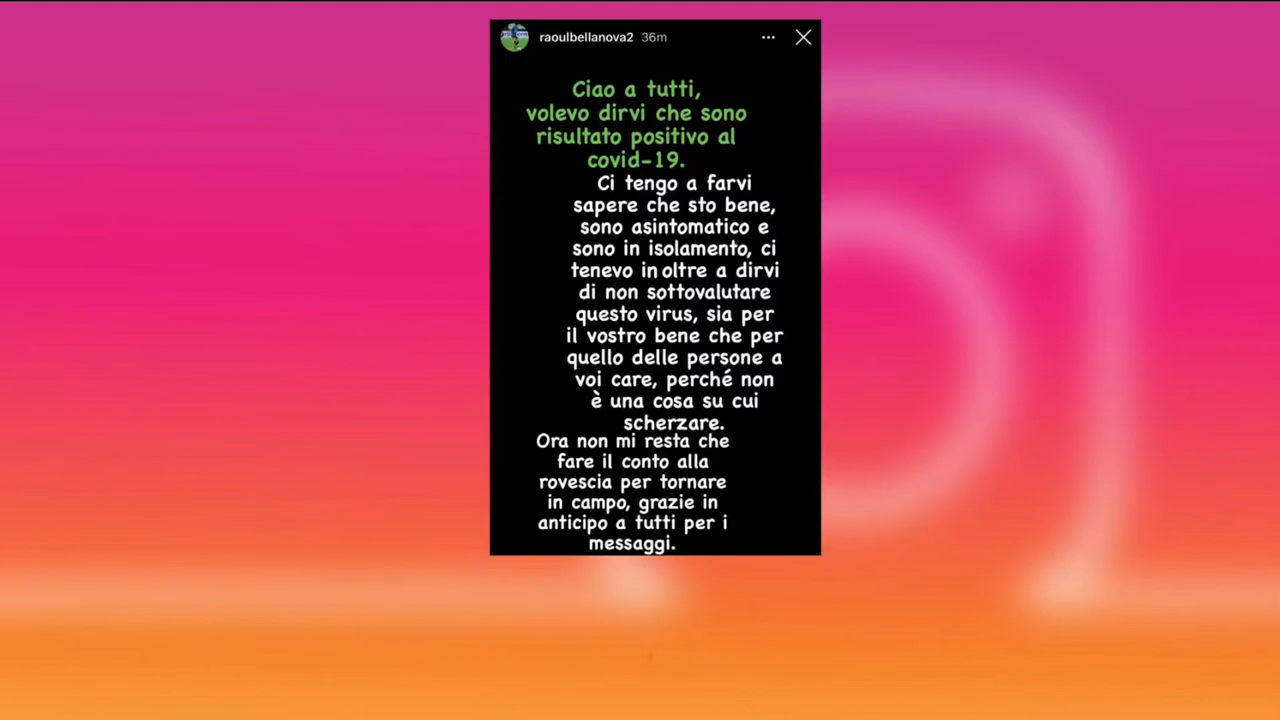 raoulbellanova2 36m
Ciao a tutti,
volevo dirvi che sono
risultato positivo al
covid-19.
Ci tengo a farvi
sapere che sto bene,
sono asintomatico e
sono in isolamento, ci
tenevo inoltre a dirvi
di non sottovalutare
questo virus, sia per
il vostro bene che per
quello delle persone a
voi care, perché non
è una cosa su cui
scherzare.
Ora non mi resta che
fare il conto alla
rovescia per tornare
in campo, grazie in
anticipo a tutti per i
messaggi.